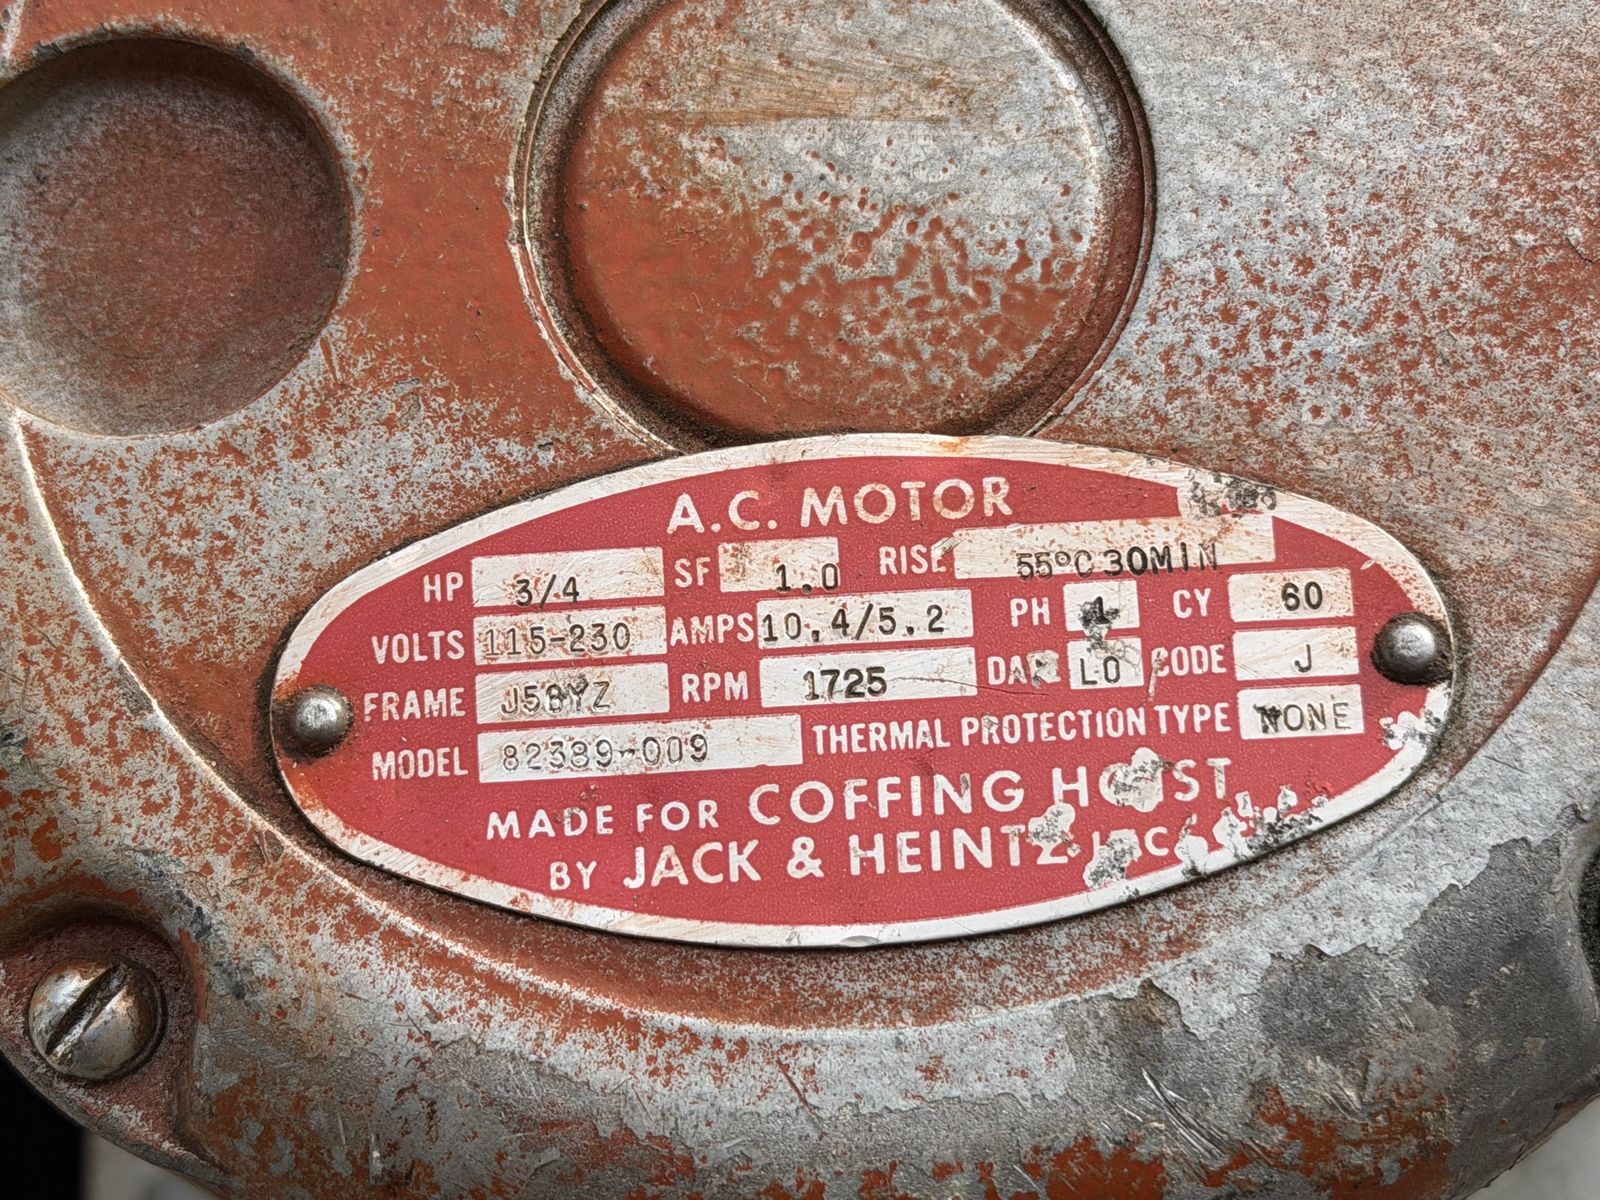 A.C. MOTOR
HP 3/4 SF 1.0 RISE 55°C 30MIN
VOLTS 115-230 AMPS 10.4/5.2 PH 1 CY 60
FRAME J58YZ RPM 1725 LO CODE J
MODEL 82389-009 THERMAL PROTECTION TYPE NONE
MADE FOR COFFING HOIST
BY JACK & HEINTZ, INC.